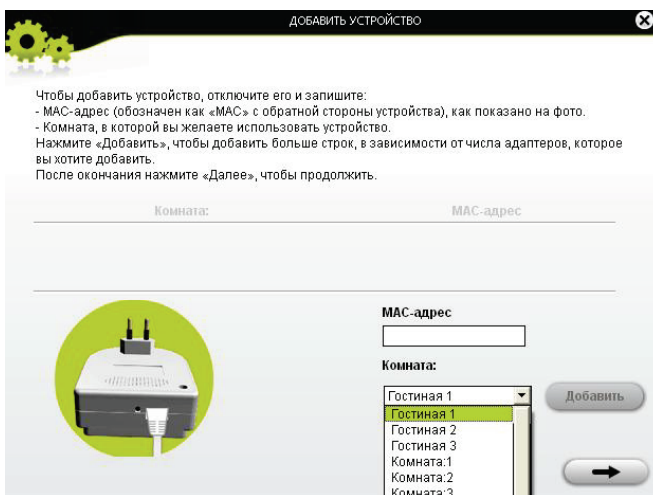 ДОБАВИТЬ УСТРОЙСТВО
Чтобы добавить устройство, отключите его и запишите:
- MAC-адрес (обозначен как «MAC» с обратной стороны устройства), как показано на фото.
- Комната, в которой вы желаете использовать устройство.
Нажмите «Добавить», чтобы добавить больше строк, в зависимости от числа адаптеров, которое
вы хотите добавить.
После окончания нажмите «Далее», чтобы продолжить.
Комната: MAC-адрес
MAC-адрес
Комната:
Гостиная 1 Добавить
Гостиная 1
Гостиная 2
Гостиная 3
Комната:1
Комната:2
Комната:3